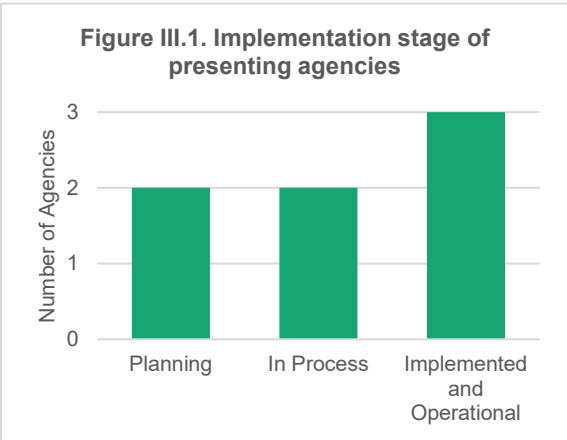 Figure III.1. Implementation stage of
presenting agencies
Number of Agencies
3
2
1
0
Planning
In Process
Implemented
and
Operational